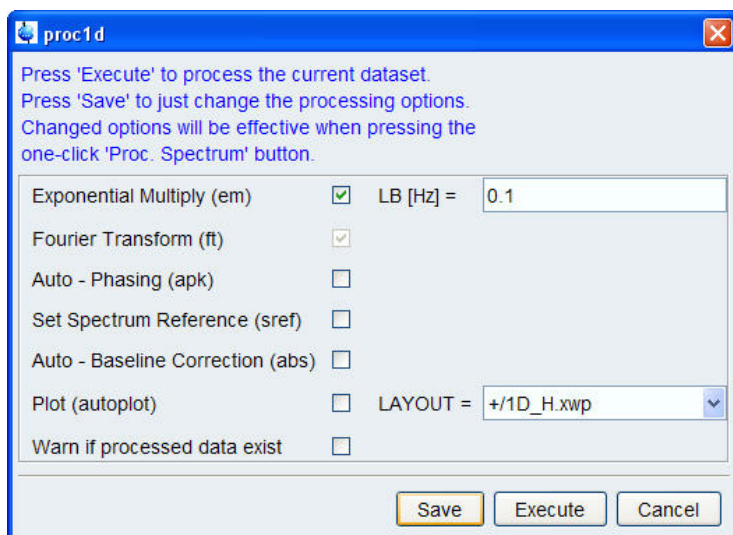 proc1d
Press 'Execute' to process the current dataset.
Press 'Save' to just change the processing options.
Changed options will be effective when pressing the
one-click 'Proc. Spectrum' button.
Exponential Multiply (em) LB [Hz] = 0.1
Fourier Transform (ft)
Auto - Phasing (apk)
Set Spectrum Reference (sref)
Auto - Baseline Correction (abs)
Plot (autoplot) LAYOUT = +/1D_H.xwp
Warn if processed data exist
Save Execute Cancel